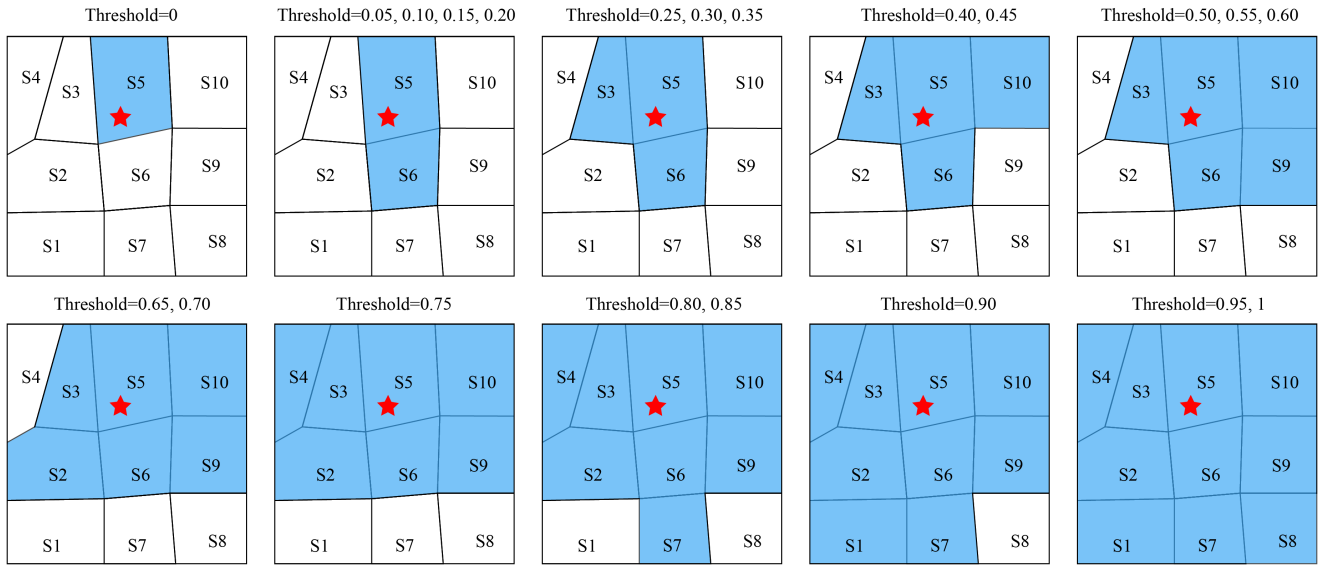 Threshold=0
S4
S3
S5
S10
S2
S6
S9
S1
S7
S8
Threshold=0.05, 0.10, 0.15, 0.20
S4
S3
S5
S10
S2
S6
S9
S1
S7
S8
Threshold=0.25, 0.30, 0.35
S4
S3
S5
S10
S2
S6
S9
S1
S7
S8
Threshold=0.40, 0.45
S4
S3
S5
S10
S2
S6
S9
S1
S7
S8
Threshold=0.50, 0.55, 0.60
S4
S3
S5
S10
S2
S6
S9
S1
S7
S8
Threshold=0.65, 0.70
S4
S3
S5
S10
S2
S6
S9
S1
S7
S8
Threshold=0.75
S4
S3
S5
S10
S2
S6
S9
S1
S7
S8
Threshold=0.80, 0.85
S4
S3
S5
S10
S2
S6
S9
S1
S7
S8
Threshold=0.90
S4
S3
S5
S10
S2
S6
S9
S1
S7
S8
Threshold=0.95, 1
S4
S3
S5
S10
S2
S6
S9
S1
S7
S8